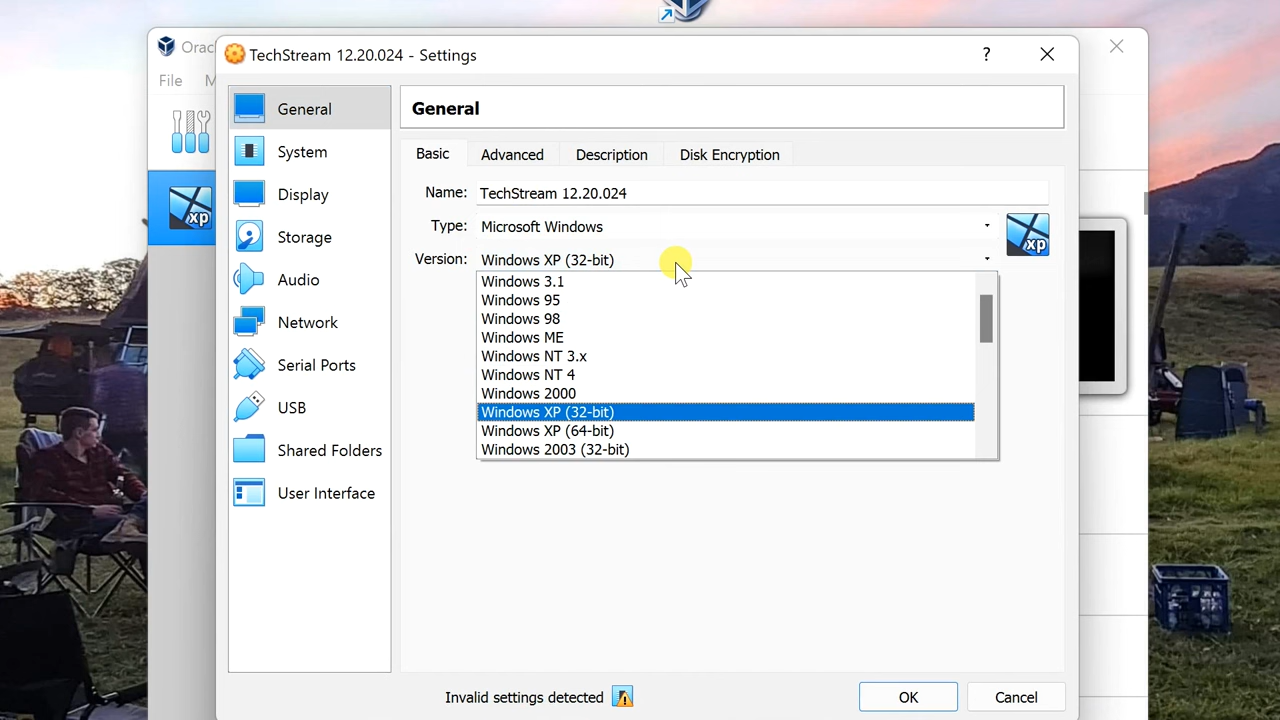 Orac
File M
TechStream 12.20.024 - Settings
?
General
System
Display
Storage
Audio
Network
Serial Ports
USB
Shared Folders
User Interface
General
Basic Advanced Description Disk Encryption
Name: TechStream 12.20.024
Type: Microsoft Windows
xp
Version: Windows XP (32-bit)
Windows 3.1
Windows 95
Windows 98
Windows ME
Windows NT 3.x
Windows NT 4
Windows 2000
Windows XP (32-bit)
Windows XP (64-bit)
Windows 2003 (32-bit)
xp
Invalid settings detected
OK Cancel